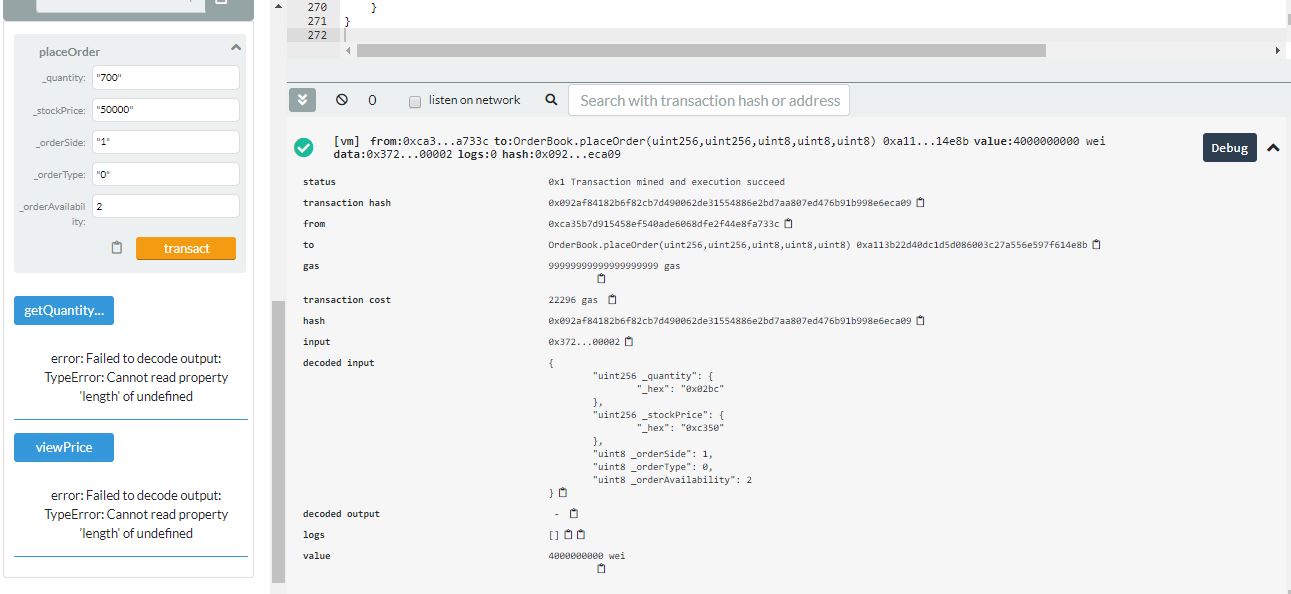 placeOrder
_quantity: "700"
_stockPrice: "50000"
_orderSide: "1"
_orderType: "0"
_orderAvailabil
ity: 2
transact
getQuantity...
error: Failed to decode output:
TypeError: Cannot read property
'length' of undefined
viewPrice
error: Failed to decode output:
TypeError: Cannot read property
'length' of undefined
270 }
271 }
272
0 listen on network Search with transaction hash or address
[vm] from:0xca3...a733c to:OrderBook.placeOrder(uint256,uint256,uint8,uint8,uint8) 0xa11...14e8b value:4000000000 wei
data:0x372...00002 logs:0 hash:0x092...eca09
Debug
status 0x1 Transaction mined and execution succeed
transaction hash 0x092af84182b6f82cb7d490062de31554886e2bd7aa807ed476b91b998e6eca09
from 0xca35b7d915458ef540ade6068dfe2f44e8fa733c
to OrderBook.placeOrder(uint256,uint256,uint8,uint8,uint8) 0xa113b22d40dc1d5d086003c27a556e597f614e8b
gas 99999999999999999999 gas
transaction cost 22296 gas
hash 0x092af84182b6f82cb7d490062de31554886e2bd7aa807ed476b91b998e6eca09
input 0x372...00002
decoded input {
"uint256 _quantity": {
"_hex": "0x02bc"
},
"uint256 _stockPrice": {
"_hex": "0xc350"
},
"uint8 _orderSide": 1,
"uint8 _orderType": 0,
"uint8 _orderAvailability": 2
}
decoded output -
logs []
value 4000000000 wei